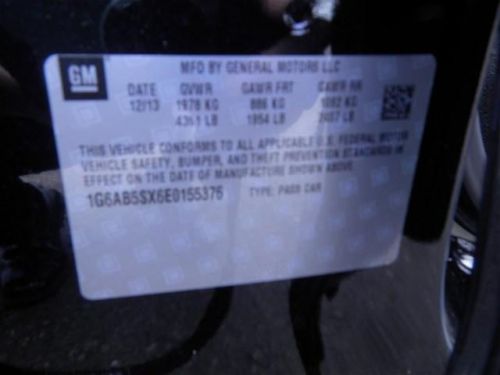 GM
MFD BY GENERAL MOTORS LLC
DATE GVWR GAWR FRT GAWR RR
12/13 1978 KG 886 KG 1092 KG
4361 LB 1954 LB 2407 LB
THIS VEHICLE CONFORMS TO ALL APPLICABLE U.S. FEDERAL MOTOR
VEHICLE SAFETY, BUMPER, AND THEFT PREVENTION STANDARDS IN
EFFECT ON THE DATE OF MANUFACTURE SHOWN ABOVE.
1G6AB5SX6E0155376 TYPE: PASS CAR